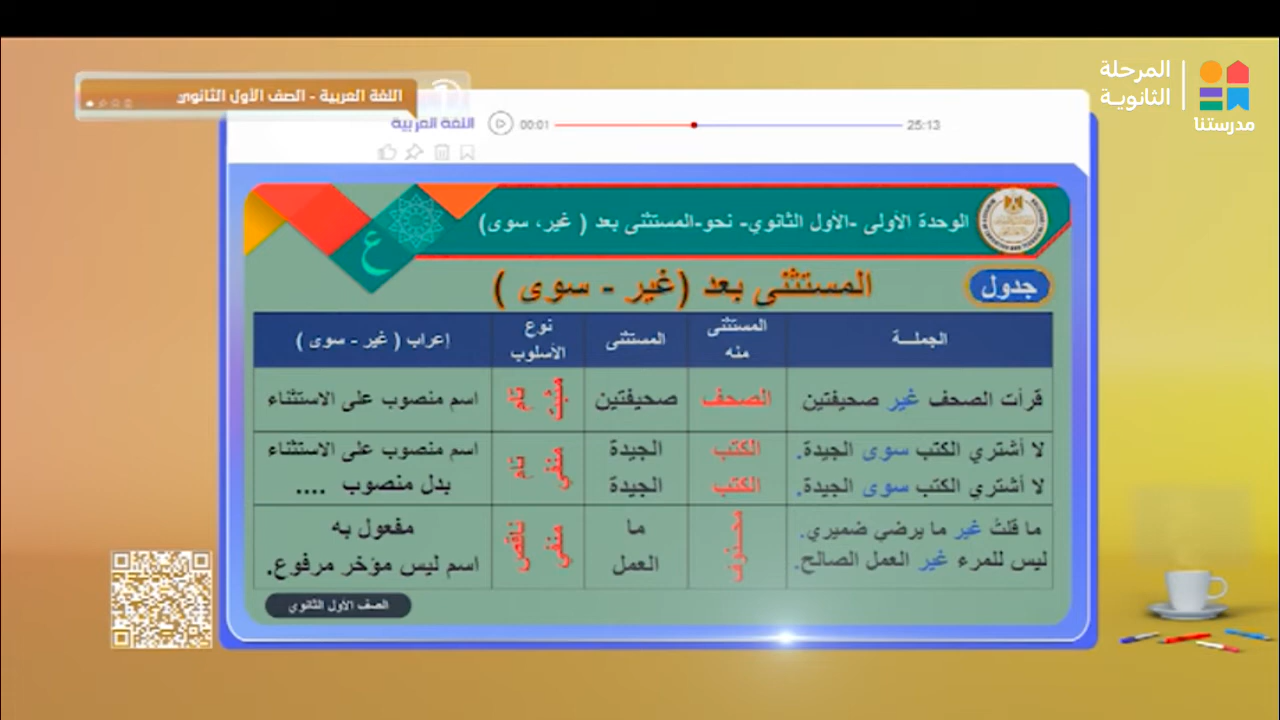 المرحلة
الثانوية
مدرستنا
اللغة العربية - الصف الأول الثانوي
اللغة العربية
00:01
25:13
الوحدة الأولى -الأول الثانوي- نحو-المستثنى بعد ( غير، سوى)
ع
جدول
المستثنى بعد (غير - سوى )
الجملـــة
المستثنى منه
المستثنى
نوع الأسلوب
إعراب ( غير - سوى )
قرأت الصحف غير صحيفتين
الصحف
صحيفتين
تام مثبت
اسم منصوب على الاستثناء
لا أشتري الكتب سوى الجيدة.
الكتب
الجيدة
تام منفي
اسم منصوب على الاستثناء
لا أشتري الكتب سوى الجيدة.
الكتب
الجيدة
بدل منصوب ....
ما قلتُ غير ما يرضي ضميري.
محذوف
ما
ناقص منفي
مفعول به
ليس للمرء غير العمل الصالح.
العمل
اسم ليس مؤخر مرفوع.
الصف الأول الثانوي